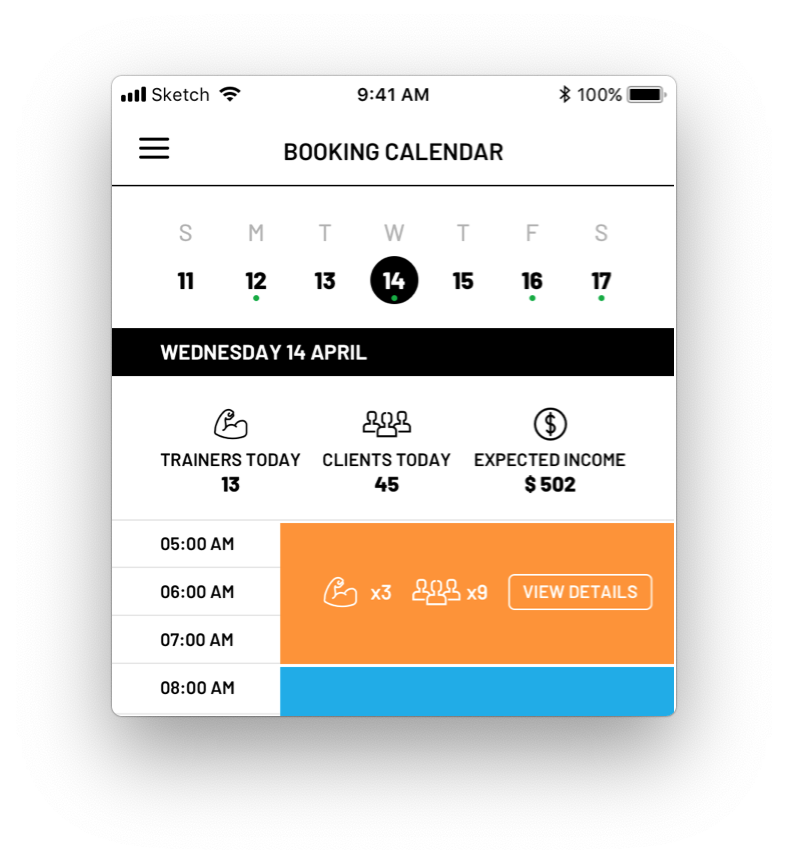 Sketch 9:41 AM 100%
BOOKING CALENDAR
S M T W T F S
11 12 13 14 15 16 17
WEDNESDAY 14 APRIL
TRAINERS TODAY CLIENTS TODAY EXPECTED INCOME
13 45 $ 502
05:00 AM
06:00 AM x3 x9 VIEW DETAILS
07:00 AM
08:00 AM